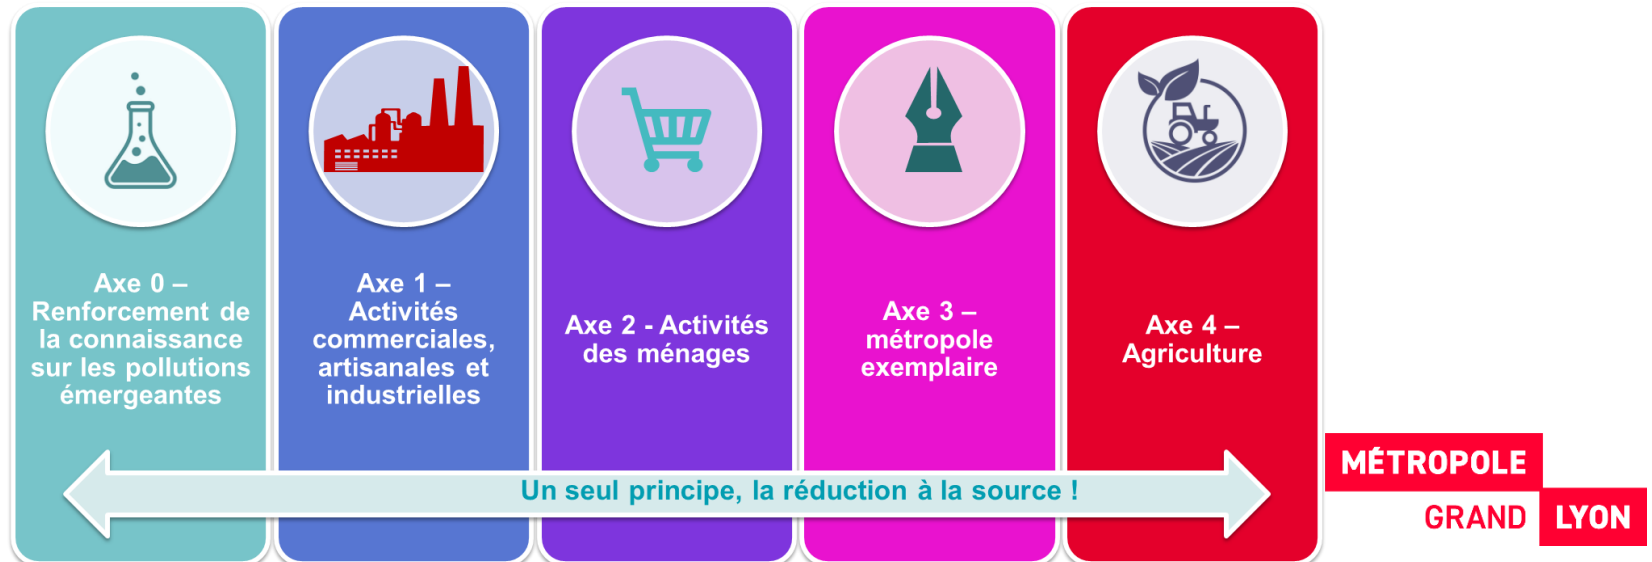 Axe 0 –
Renforcement de
la connaissance
sur les pollutions
émergeantes
Axe 1 –
Activités
commerciales,
artisanales et
industrielles
Axe 2 - Activités
des ménages
Axe 3 –
métropole
exemplaire
Axe 4 –
Agriculture
Un seul principe, la réduction à la source !
MÉTROPOLE
GRAND LYON